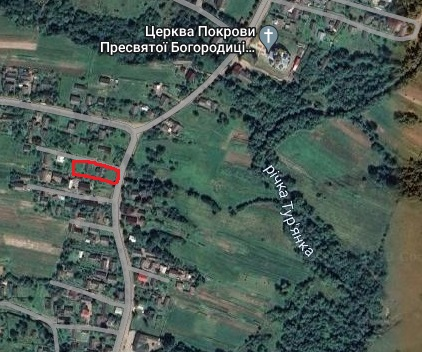 Церква Покрови
Пресвятої Богородиці...
річка Тур'янка